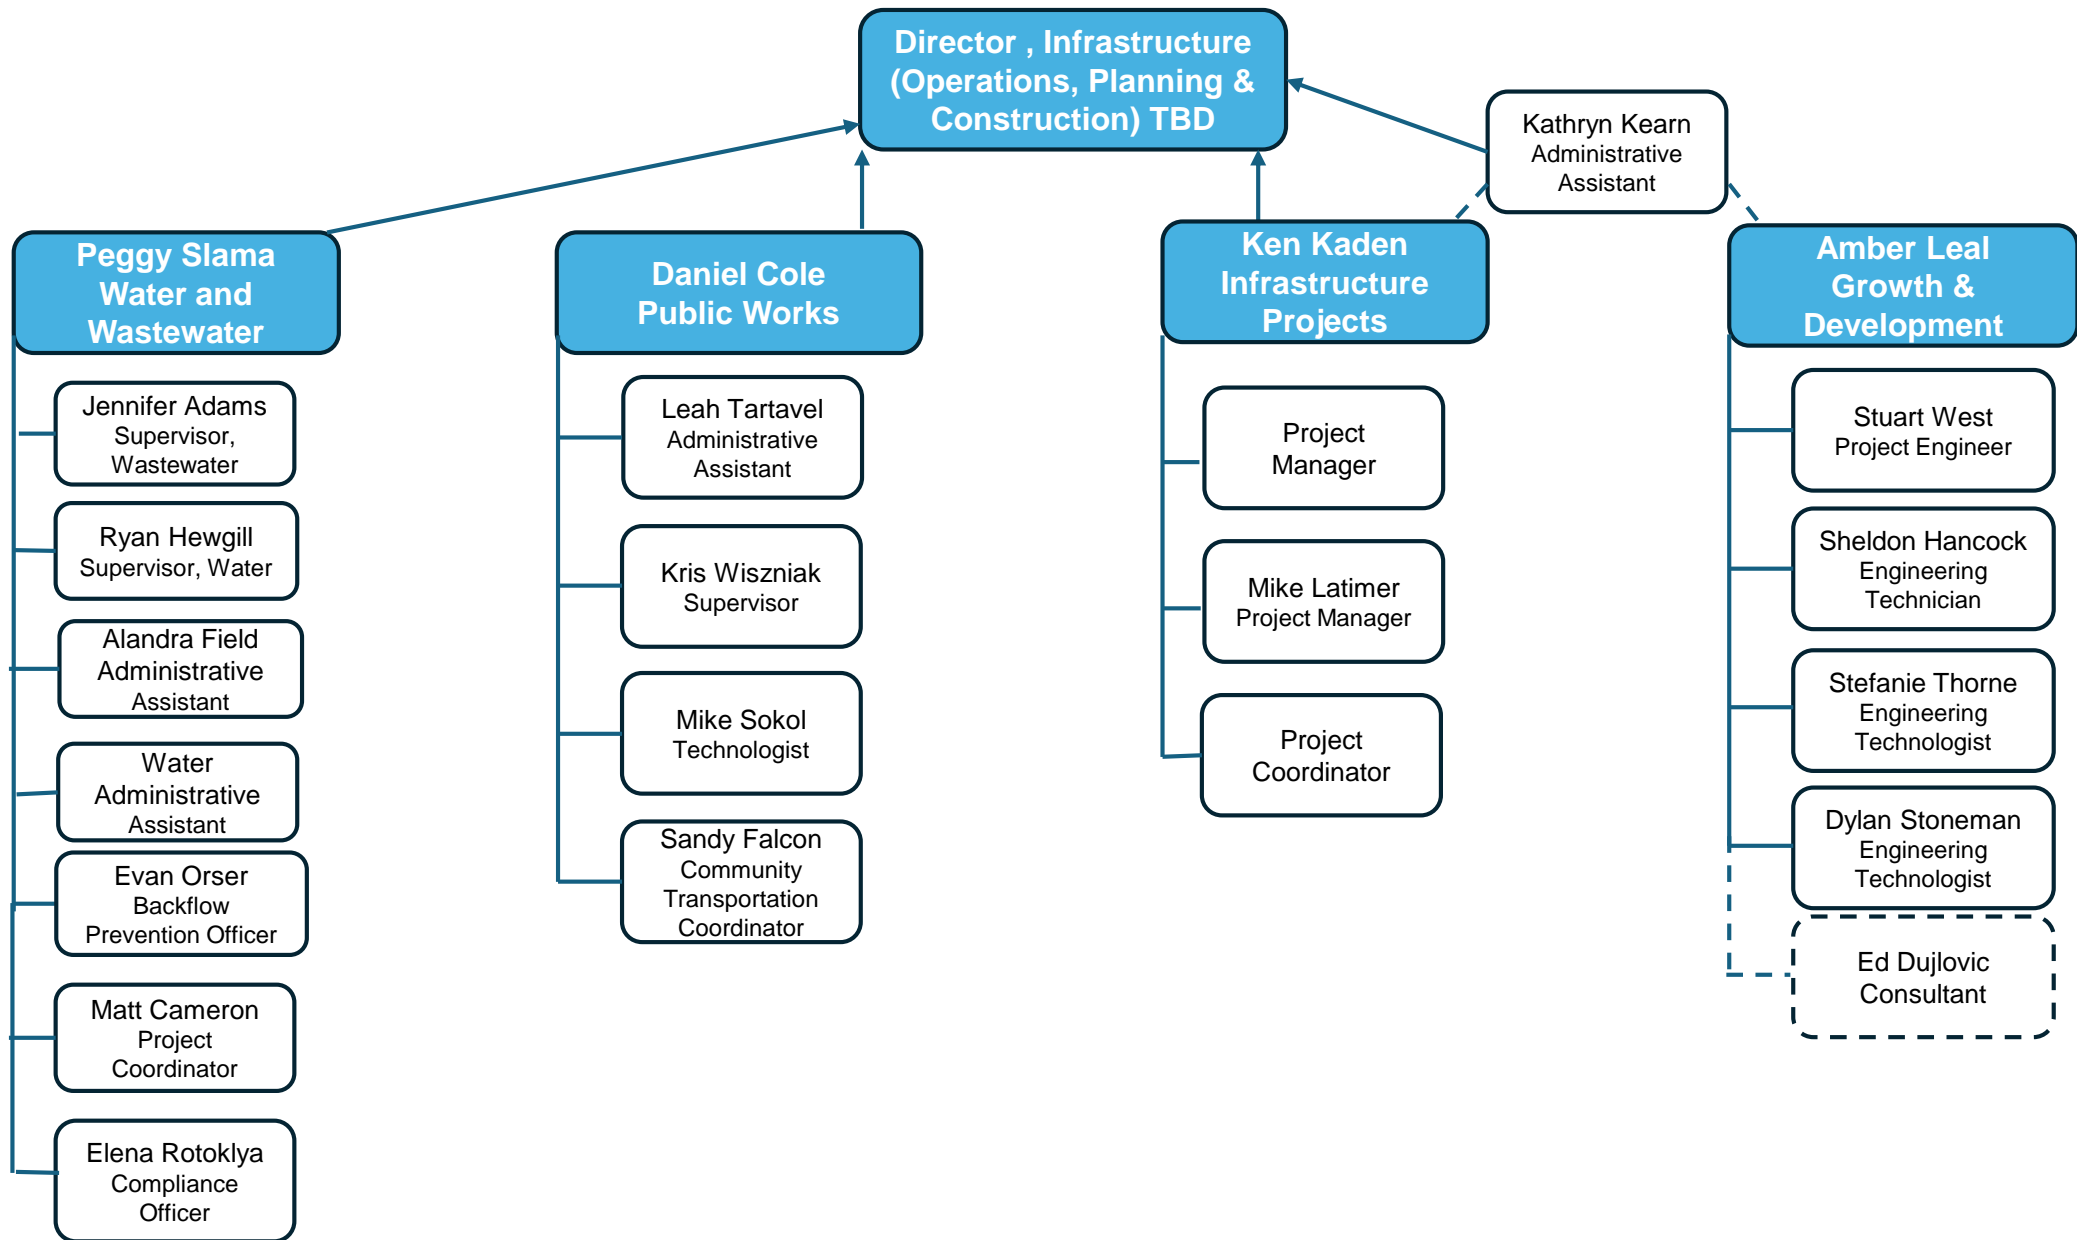 Director , Infrastructure
(Operations, Planning &
Construction) TBD
Kathryn Kearn
Administrative
Assistant
Peggy Slama
Water and
Wastewater
Jennifer Adams
Supervisor,
Wastewater
Ryan Hewgill
Supervisor, Water
Alandra Field
Administrative
Assistant
Water
Administrative
Assistant
Evan Orser
Backflow
Prevention Officer
Matt Cameron
Project
Coordinator
Elena Rotoklya
Compliance
Officer
Daniel Cole
Public Works
Leah Tartavel
Administrative
Assistant
Kris Wiszniak
Supervisor
Mike Sokol
Technologist
Sandy Falcon
Community
Transportation
Coordinator
Ken Kaden
Infrastructure
Projects
Project
Manager
Mike Latimer
Project Manager
Project
Coordinator
Amber Leal
Growth &
Development
Stuart West
Project Engineer
Sheldon Hancock
Engineering
Technician
Stefanie Thorne
Engineering
Technologist
Dylan Stoneman
Engineering
Technologist
Ed Dujlovic
Consultant